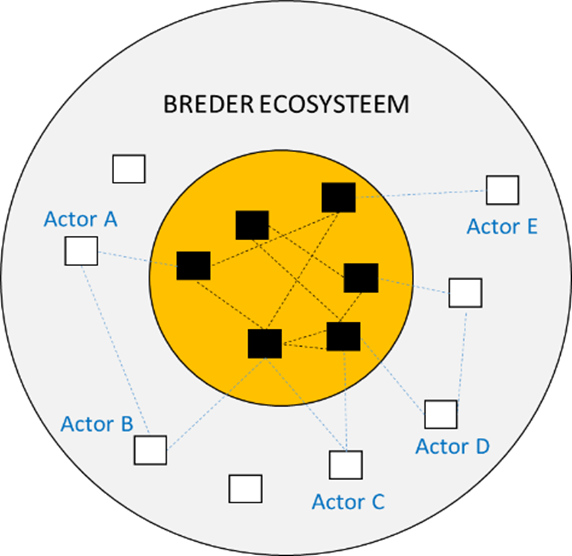 BREDER ECOSYSTEEM
Actor A
Actor E
Actor B
Actor D
Actor C